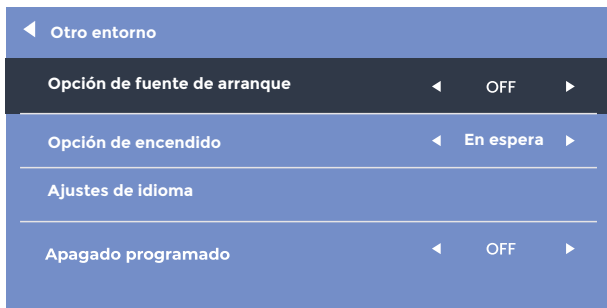 Otro entorno
Opción de fuente de arranque OFF
Opción de encendido En espera
Ajustes de idioma
Apagado programado OFF